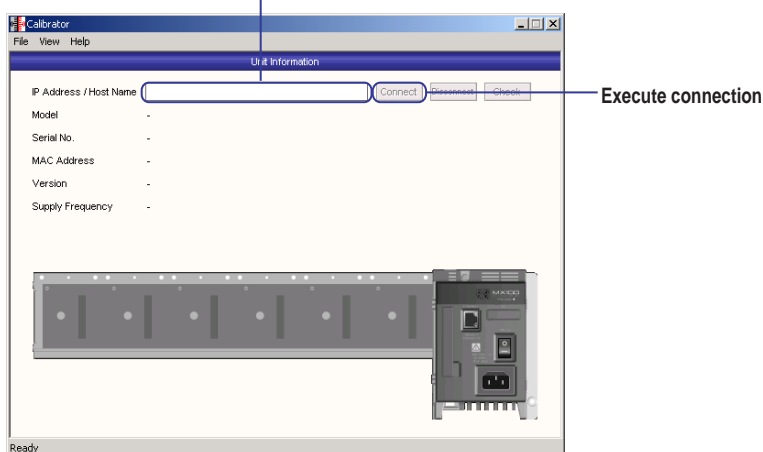 Calibrator
File View Help
Unit Information
IP Address / Host Name
Connect Disconnect Check
Execute connection
Model -
Serial No. -
MAC Address -
Version -
Supply Frequency -
MX100
Ready